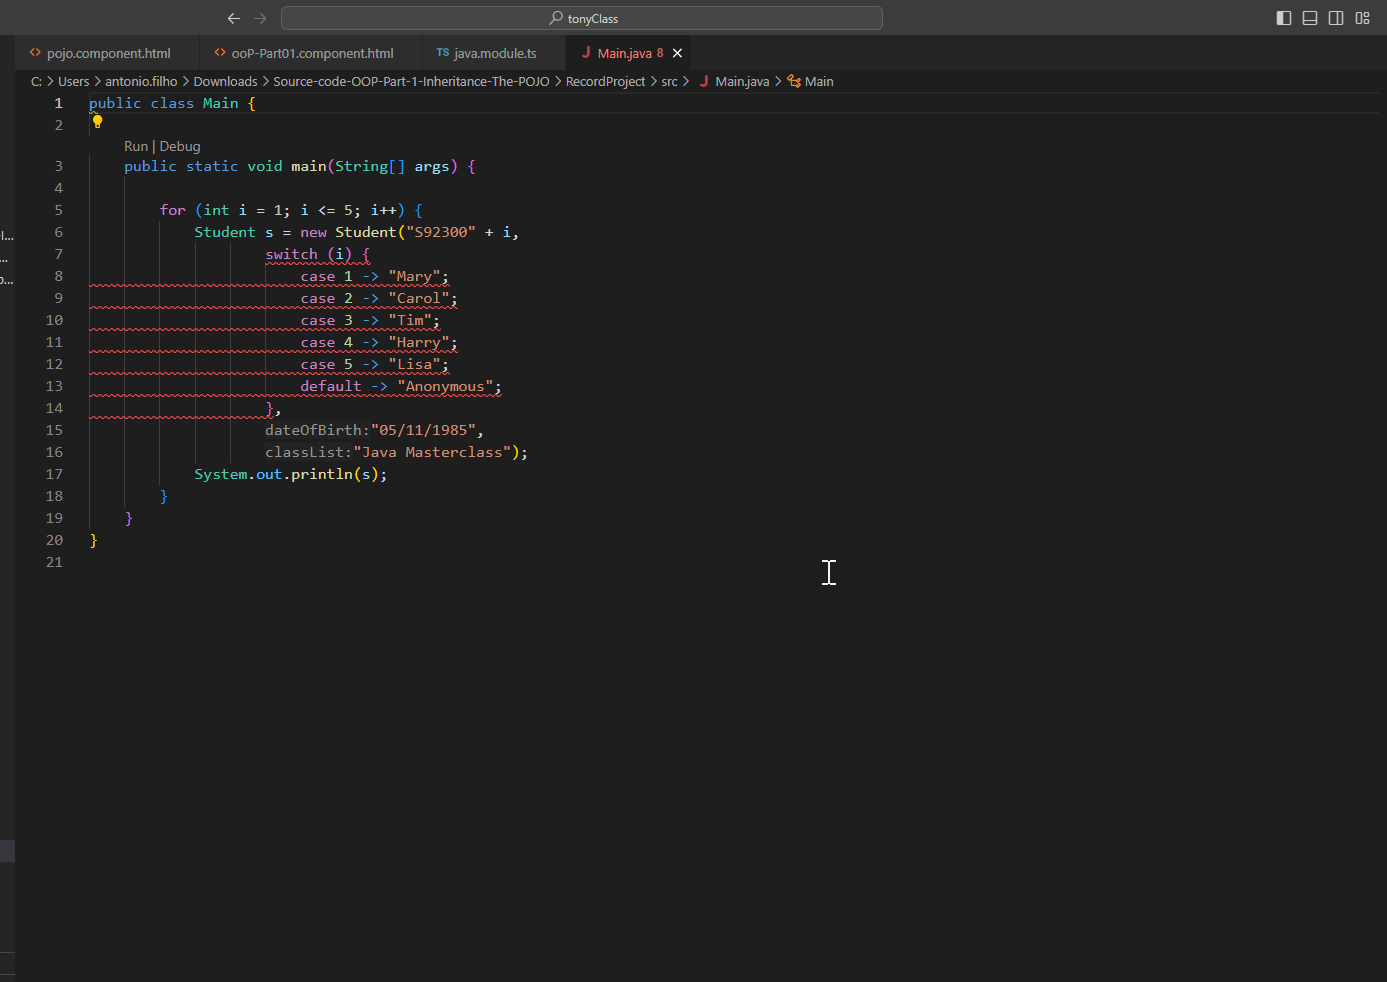 tonyClass
pojo.component.html ooP-Part01.component.html TS java.module.ts J Main.java 8
C: > Users > antonio.filho > Downloads > Source-code-OOP-Part-1-Inheritance-The-POJO > RecordProject > src > J Main.java > Main
1 public class Main {
2
Run | Debug
3 public static void main(String[] args) {
4
5 for (int i = 1; i <= 5; i++) {
6 Student s = new Student("S92300" + i,
7 switch (i) {
8 case 1 -> "Mary";
9 case 2 -> "Carol";
10 case 3 -> "Tim";
11 case 4 -> "Harry";
12 case 5 -> "Lisa";
13 default -> "Anonymous";
14 },
15 dateOfBirth:"05/11/1985",
16 classList:"Java Masterclass");
17 System.out.println(s);
18 }
19 }
20 }
21